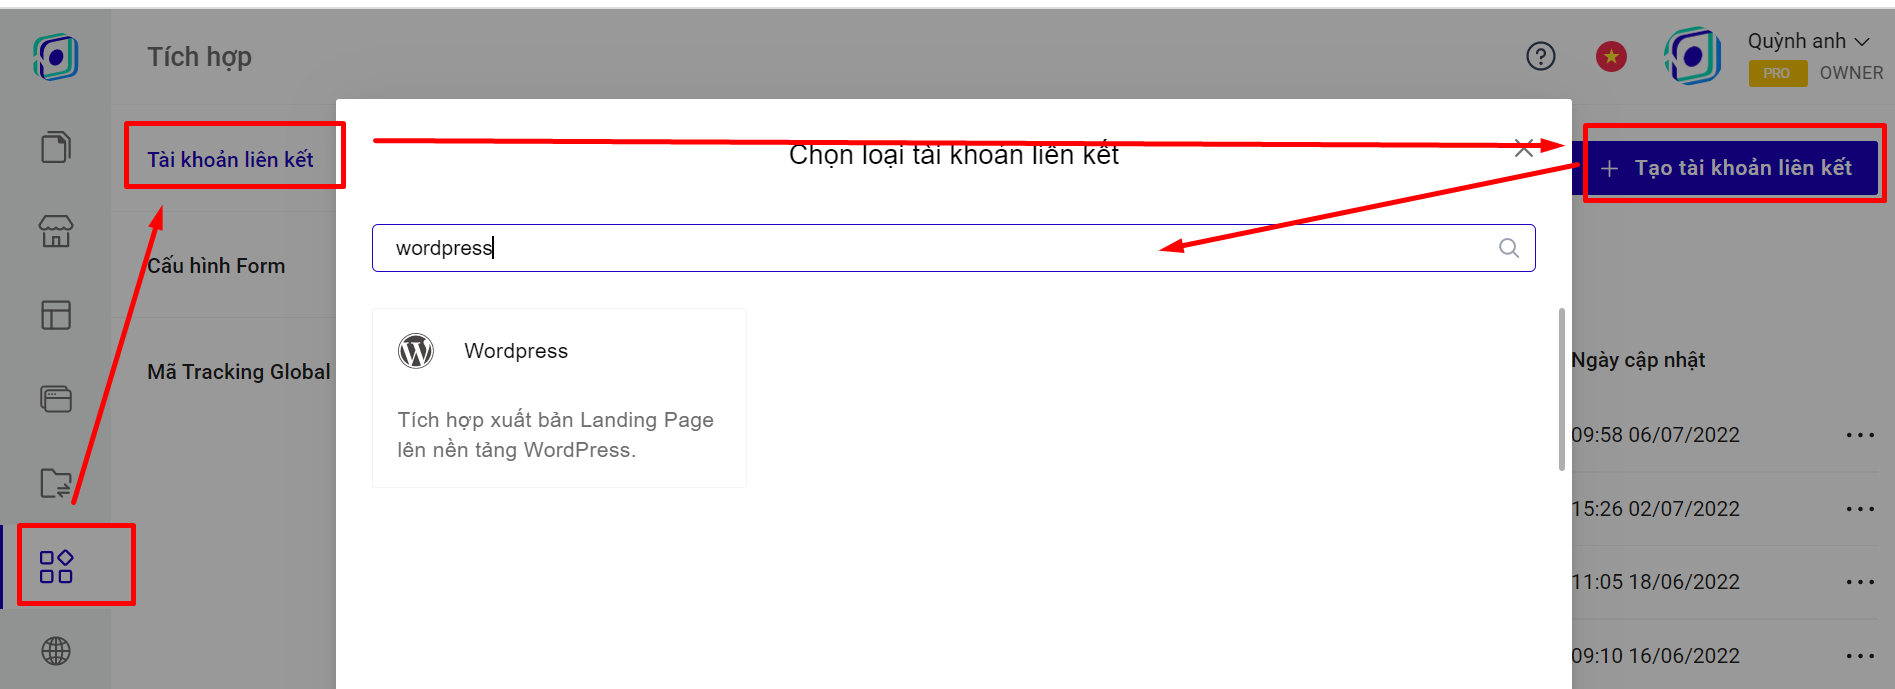 Tích hợp
Quỳnh anh
PRO OWNER
Tài khoản liên kết
Cấu hình Form
Mã Tracking Global
Chọn loại tài khoản liên kết
+ Tạo tài khoản liên kết
wordpress
Wordpress
Tích hợp xuất bản Landing Page
lên nền tảng WordPress.
Ngày cập nhật
09:58 06/07/2022
15:26 02/07/2022
11:05 18/06/2022
09:10 16/06/2022